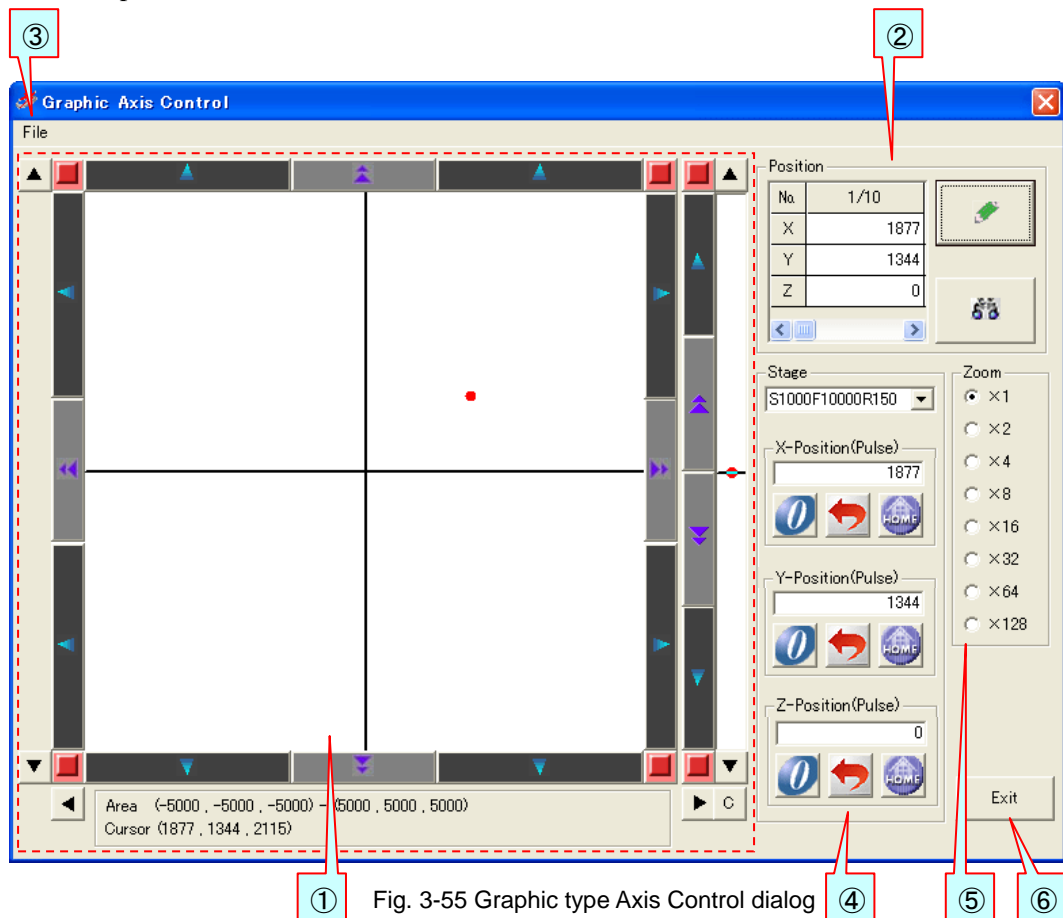 ③
②
Graphic Axis Control
File
Position
No. 1/10
X 1877
Y 1344
Z 0
Stage
S1000F10000R150
X-Position(Pulse)
1877
0
HOME
Y-Position(Pulse)
1344
0
HOME
Z-Position(Pulse)
0
0
HOME
Zoom
×1
×2
×4
×8
×16
×32
×64
×128
Area (-5000 , -5000 , -5000) - (5000 , 5000 , 5000)
Cursor (1877 , 1344 , 2115)
C
Exit
①
Fig. 3-55 Graphic type Axis Control dialog
④
⑤
⑥